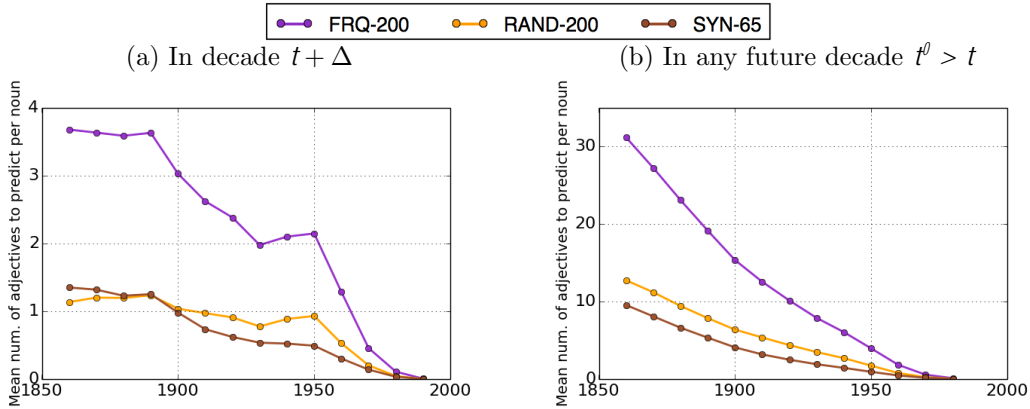 FRQ-200 RAND-200 SYN-65
(a) In decade t + Δ
(b) In any future decade t⁰ > t
Mean num. of adjectives to predict per noun
4
3
2
1
0
1850 1900 1950 2000
Mean num. of adjectives to predict per noun
30
20
10
0
1850 1900 1950 2000